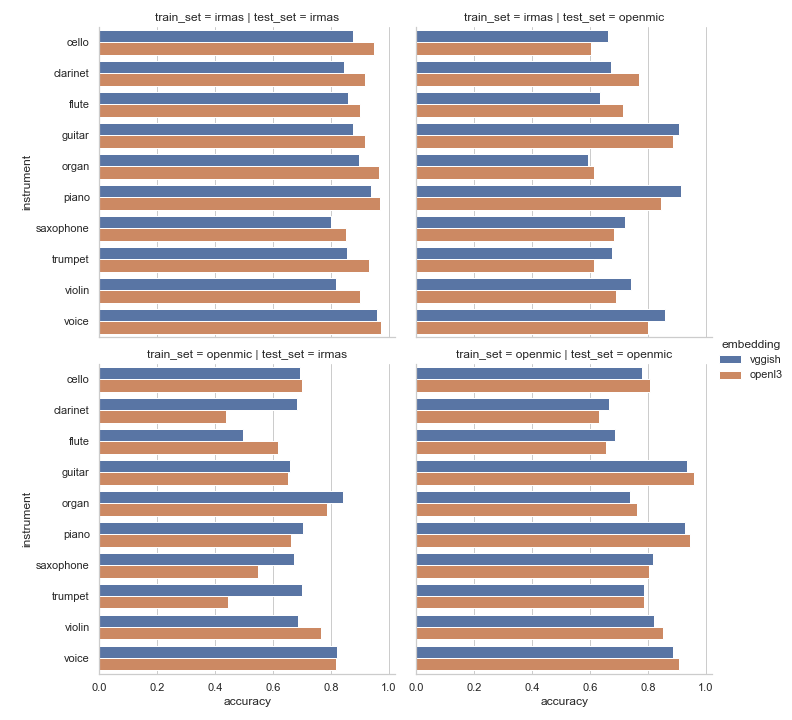 train_set = irmas | test_set = irmas
train_set = irmas | test_set = openmic
instrument
cello
clarinet
flute
guitar
organ
piano
saxophone
trumpet
violin
voice
embedding
vggish
openl3
train_set = openmic | test_set = irmas
train_set = openmic | test_set = openmic
instrument
cello
clarinet
flute
guitar
organ
piano
saxophone
trumpet
violin
voice
0.0 0.2 0.4 0.6 0.8 1.0
accuracy
0.0 0.2 0.4 0.6 0.8 1.0
accuracy